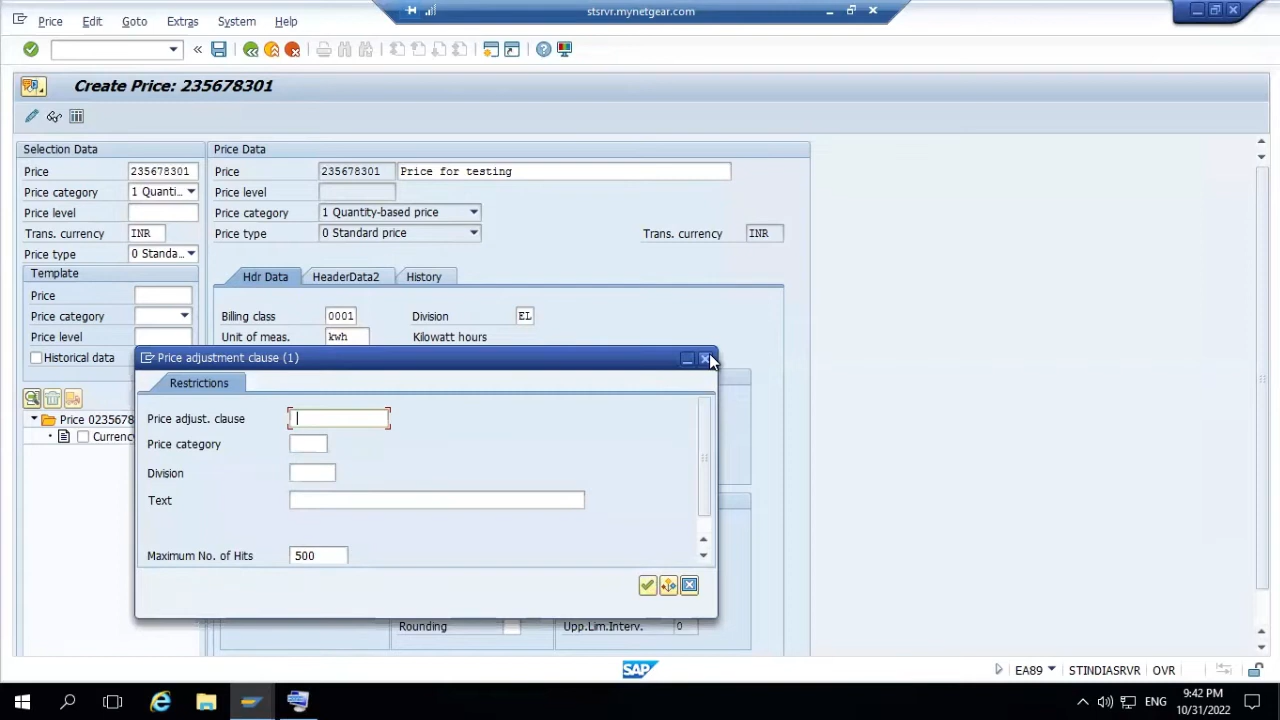 stsrvr.mynetgear.com
Price Edit Goto Extras System Help
Create Price: 235678301
Selection Data
Price 235678301
Price category 1 Quanti...
Price level
Trans. currency INR
Price type 0 Standa...
Template
Price
Price category
Price level
Historical data
Price 0235678
Currenc
Price Data
Price 235678301 Price for testing
Price level
Price category 1 Quantity-based price
Price type 0 Standard price Trans. currency INR
Hdr Data HeaderData2 History
Billing class 0001 Division EL
Unit of meas. kwh Kilowatt hours
Price adjustment clause (1)
Restrictions
Price adjust. clause
Price category
Division
Text
Maximum No. of Hits 500
Rounding Upp.Lim.Interv. 0
SAP
EA89 STINDIASRVR OVR
ENG
9:42 PM
10/31/2022